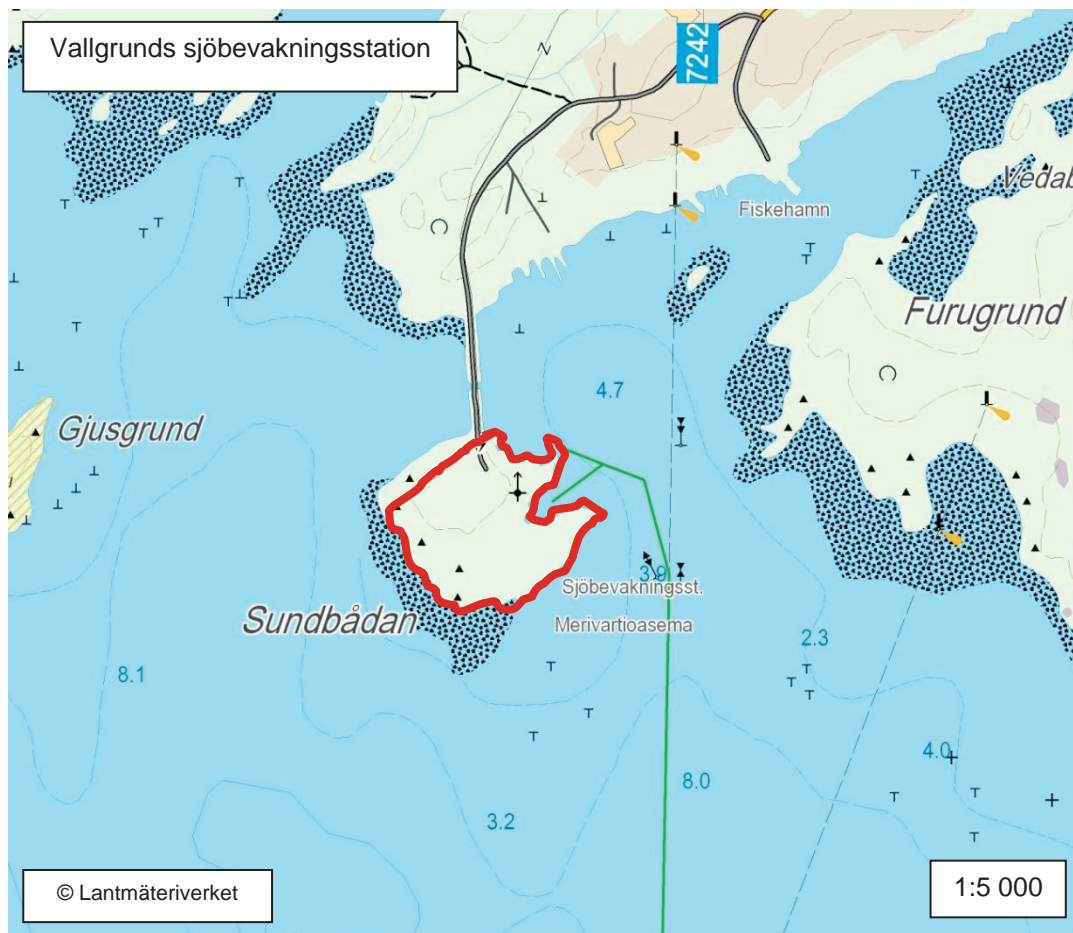 Vallgrunds sjöbevakningsstation
7242
Fiskehamn
Furugrund
4.7
Gjusgrund
3.9
Sjöbevakningsst.
Merivartioasema
Sundbådan
2.3
8.1
4.0
8.0
3.2
© Lantmäteriverket
1:5 000